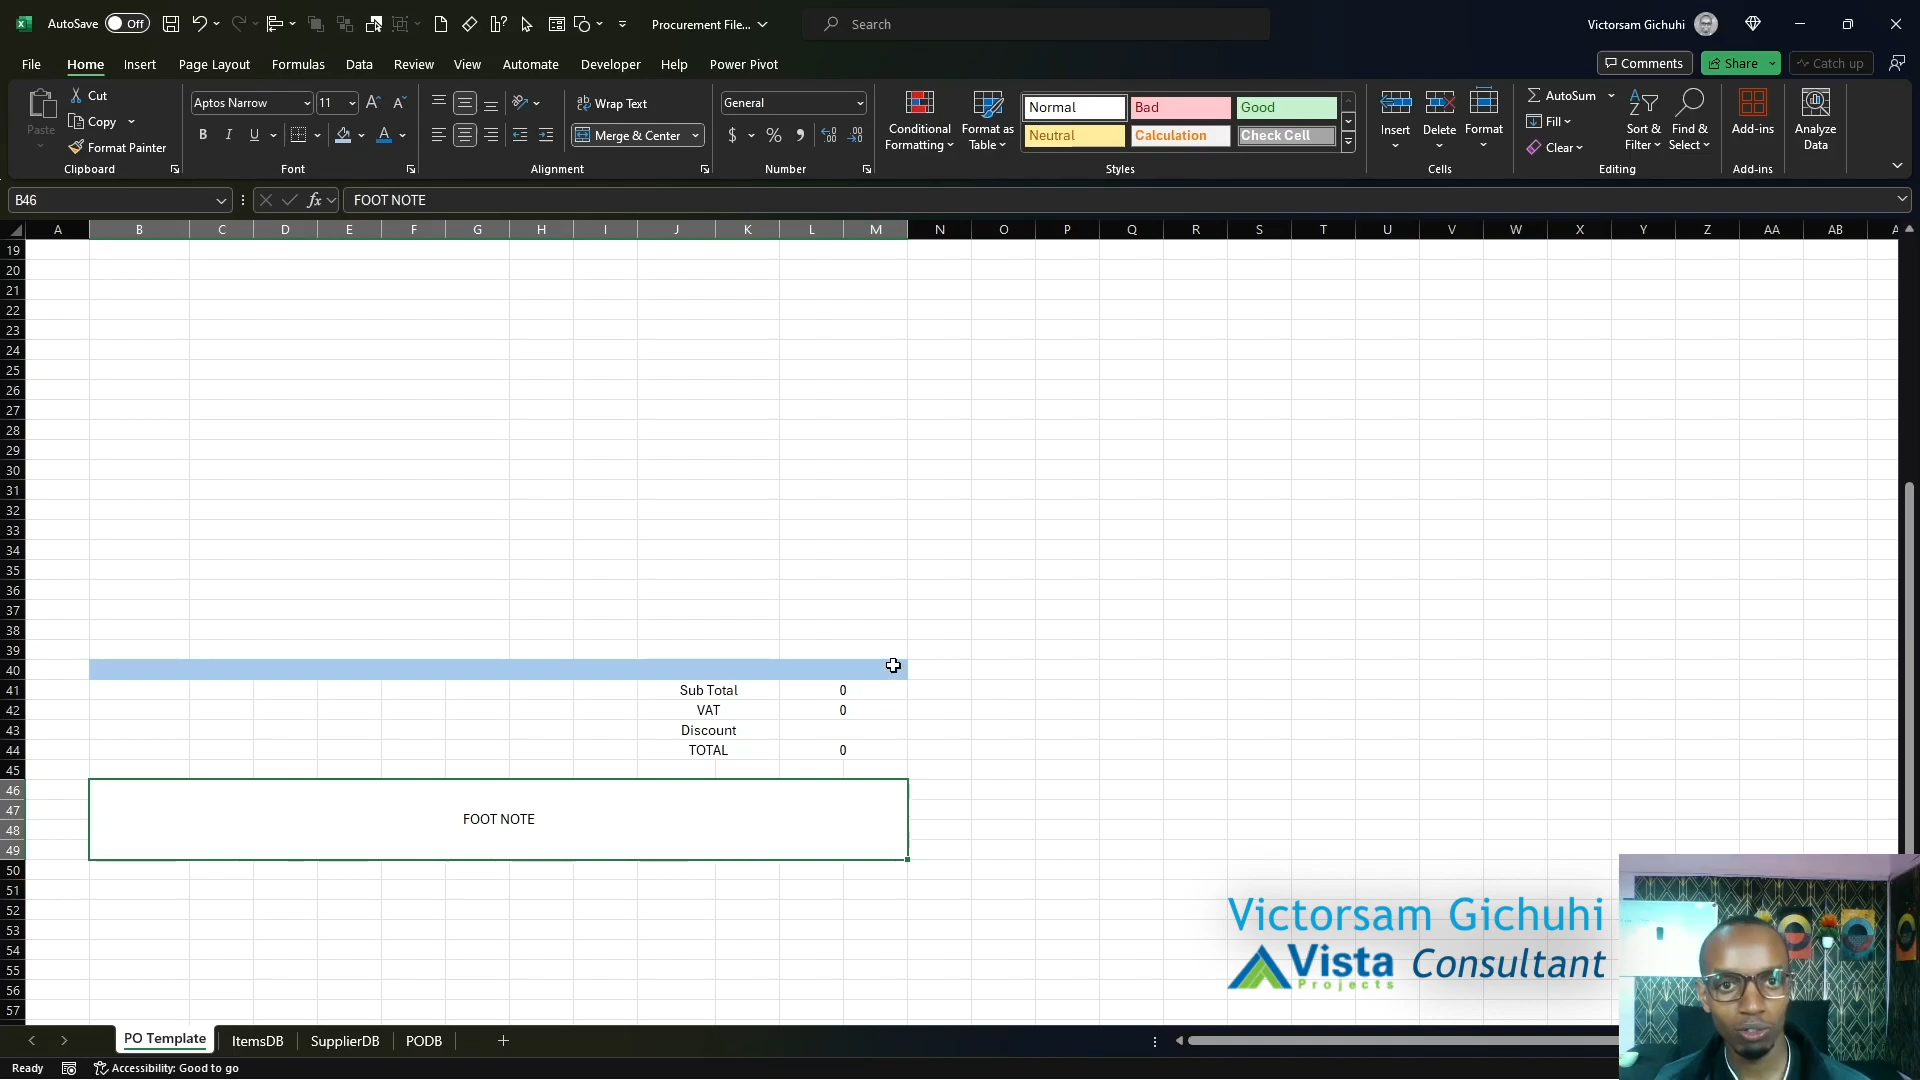 AutoSave Off Procurement File... Search Victorsam Gichuhi
File Home Insert Page Layout Formulas Data Review View Automate Developer Help Power Pivot Comments Share Catch up
Paste Cut Copy Format Painter Clipboard
Aptos Narrow 11 B I U A Font
ab Wrap Text Merge & Center Alignment
General $ % Number
Conditional Formatting Format as Table Normal Bad Good Neutral Calculation Check Cell Styles
Insert Delete Format Cells
AutoSum Fill Clear Sort & Filter Find & Select Editing
Add-ins Add-ins
Analyze Data
B46 fx FOOT NOTE
A B C D E F G H I J K L M N O P Q R S T U V W X Y Z AA AB
19
20
21
22
23
24
25
26
27
28
29
30
31
32
33
34
35
36
37
38
39
40
41 Sub Total 0
42 VAT 0
43 Discount
44 TOTAL 0
45
46
47
FOOT NOTE
48
49
50
51
52
53
54
55
56
57
Victorsam Gichuhi
Vista Projects Consultant
PO Template ItemsDB SupplierDB PODB
Ready Accessibility: Good to go